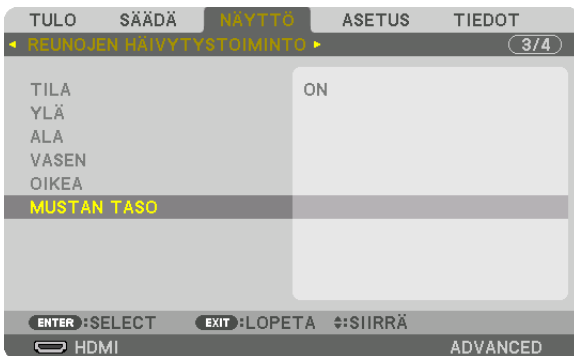 TULO SÄÄDÄ NÄYTTÖ ASETUS TIEDOT
REUNOJEN HÄIVYTYSTOIMINTO 3/4
TILA ON
YLÄ
ALA
VASEN
OIKEA
MUSTAN TASO
ENTER :SELECT EXIT :LOPETA :SIIRRÄ
HDMI ADVANCED